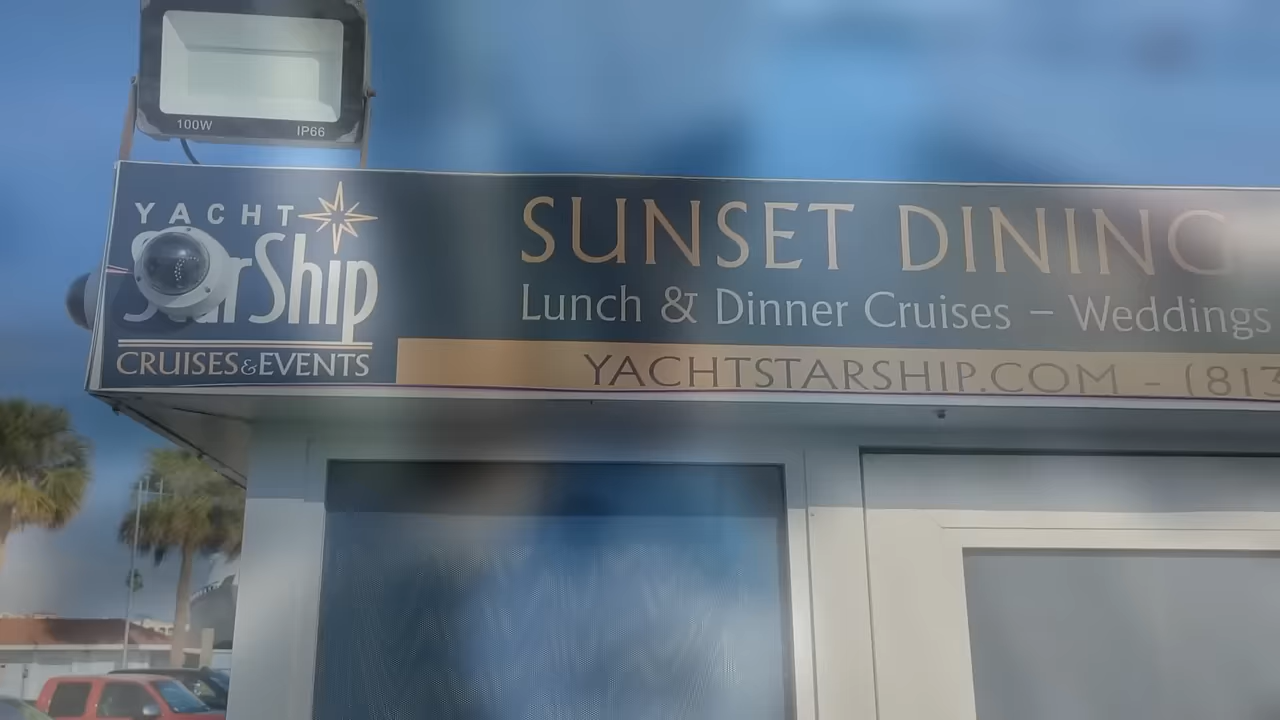 100W IP66
YACHT
StarShip
CRUISES & EVENTS
SUNSET DINING
Lunch & Dinner Cruises – Weddings
YACHTSTARSHIP.COM - (813